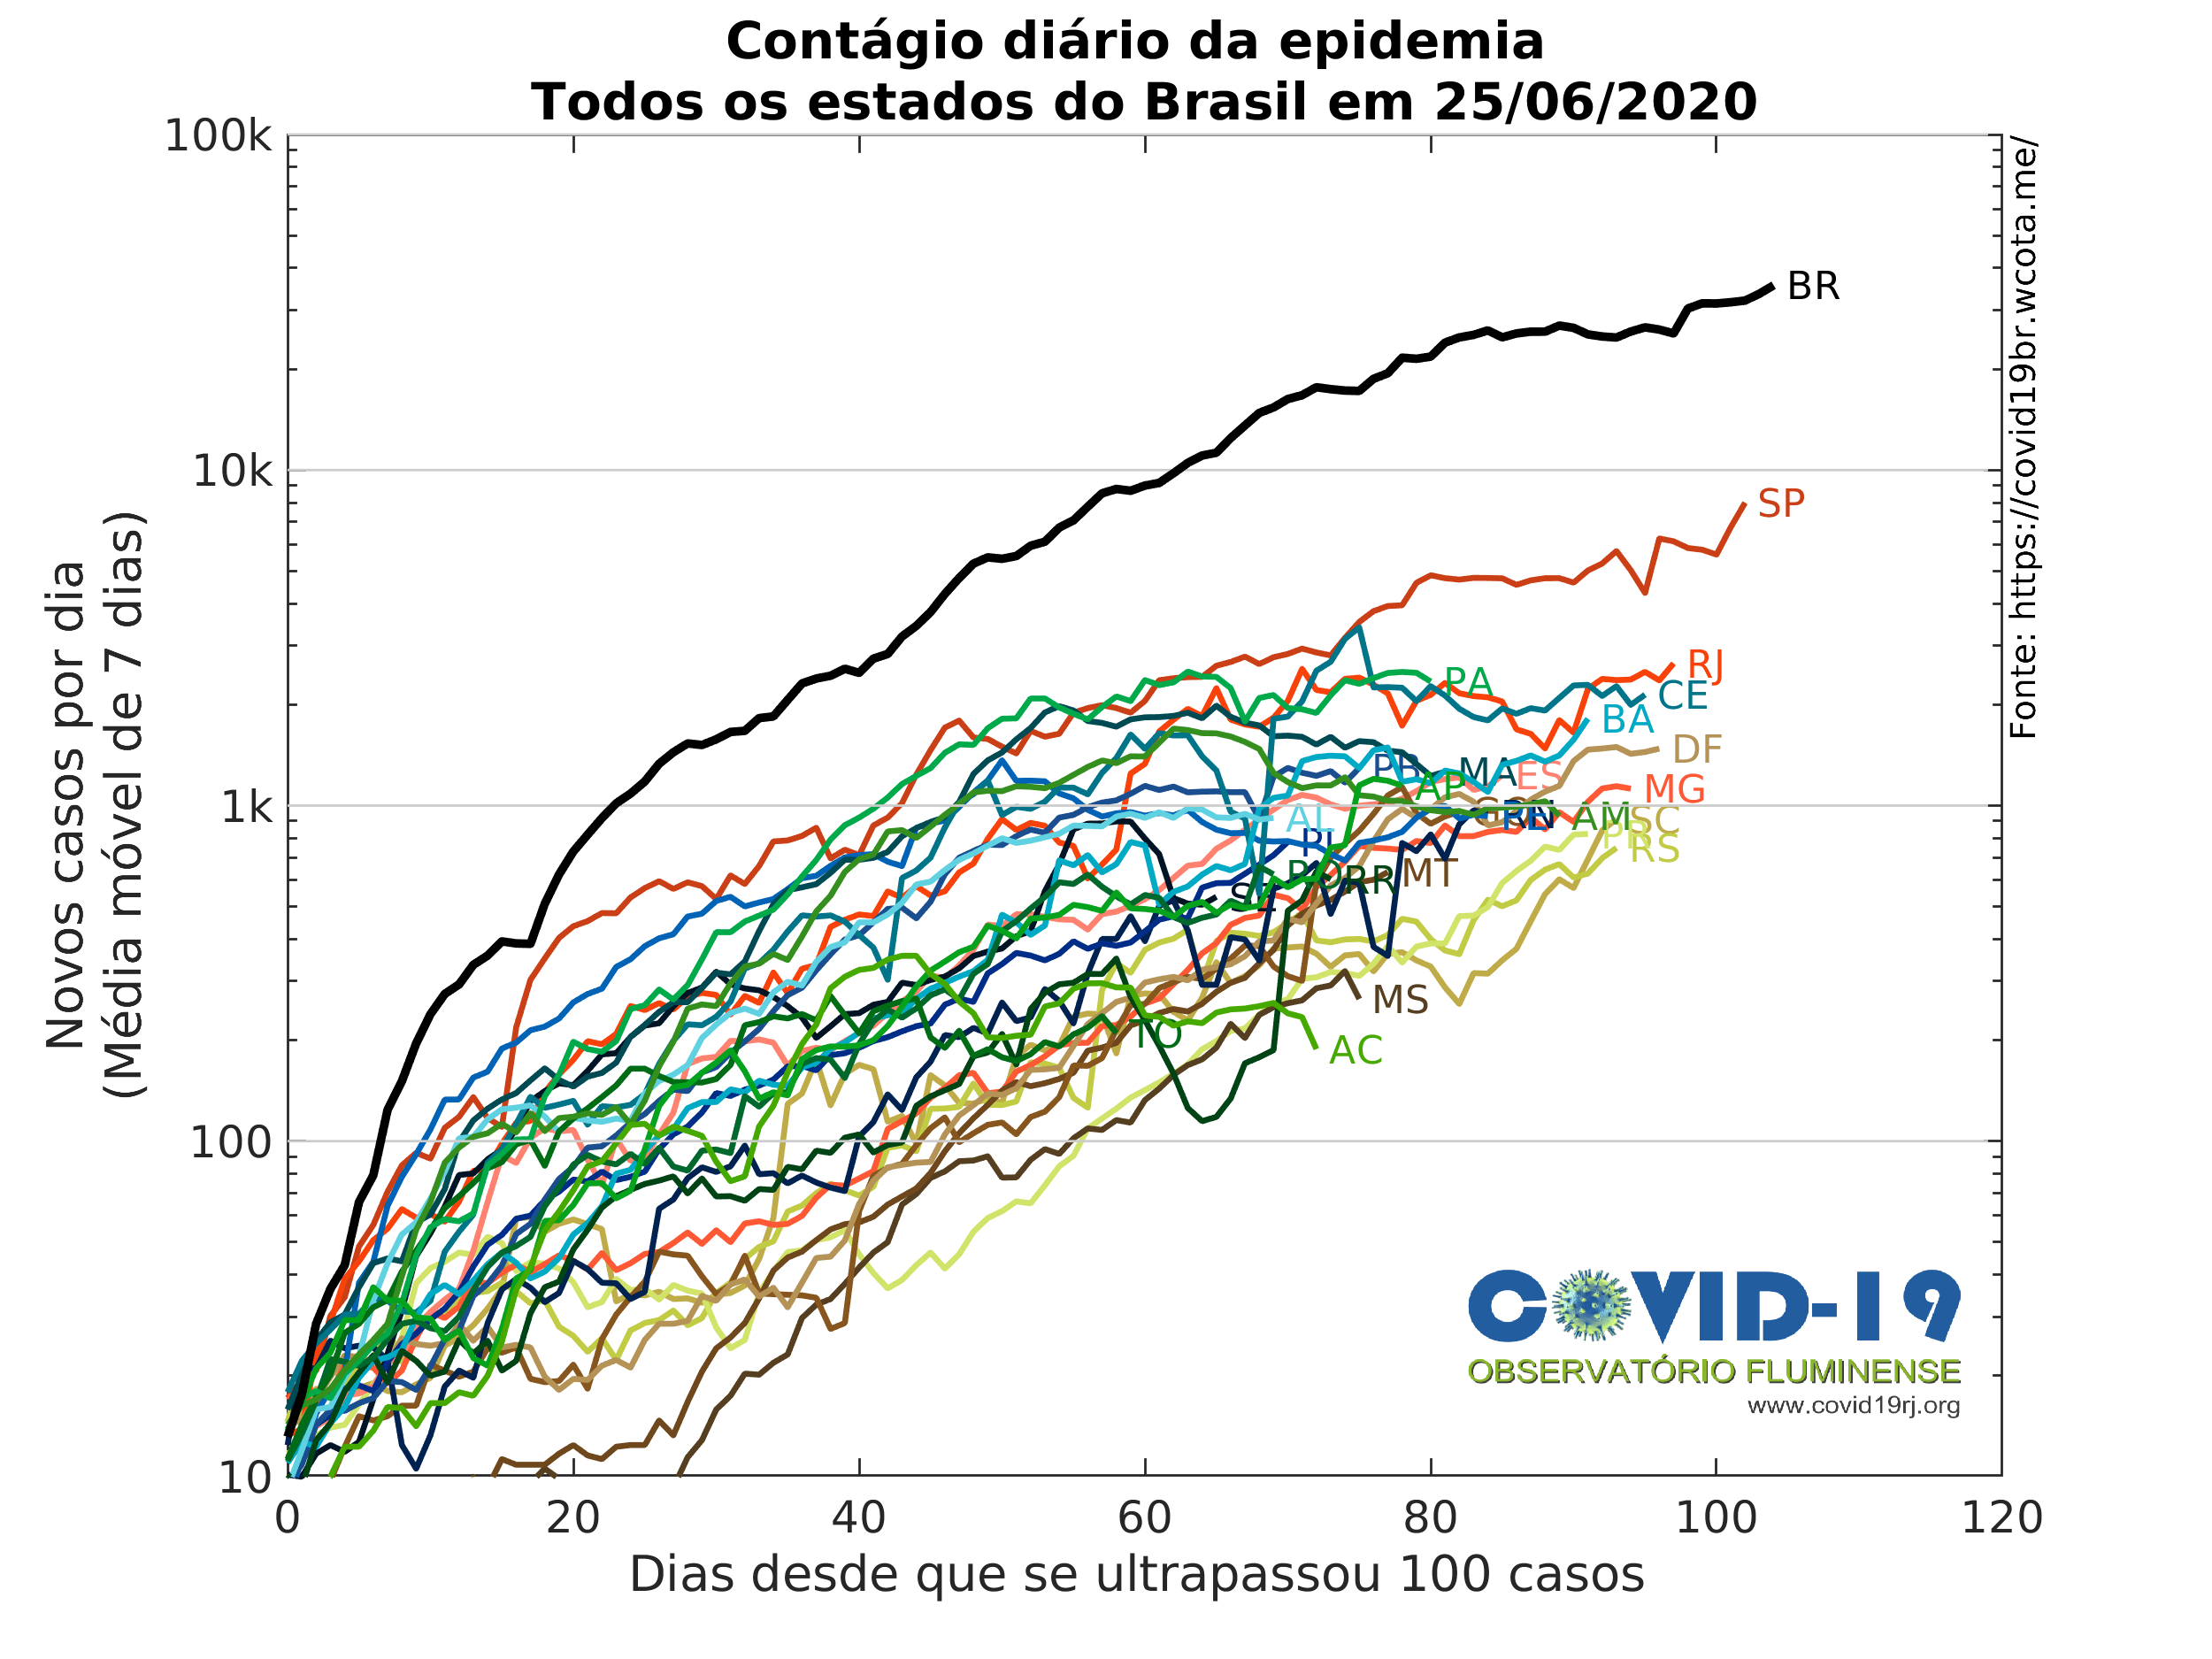 Contágio diário da epidemia
Todos os estados do Brasil em 25/06/2020
100k
10k
1k
100
10
Novos casos por dia
(Média móvel de 7 dias)
Fonte: https://covid19br.wcota.me/
BR
SP
RJ
PA
CE
BA
DF
PB
MA
ES
AP
MG
AL
RN
PE
AM
SC
PR
RS
PI
RO
RR
MT
SE
MS
TO
AC
COVID-19
OBSERVATÓRIO FLUMINENSE
www.covid19rj.org
0 20 40 60 80 100 120
Dias desde que se ultrapassou 100 casos